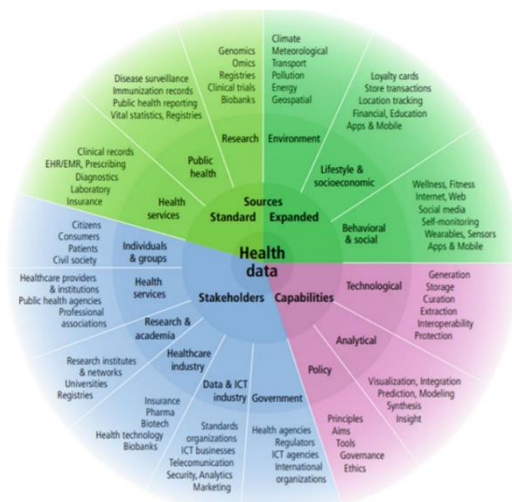 Health
data
Sources
Standard
Expanded
Research
Genomics
Omics
Registries
Clinical trials
Biobanks
Public
health
Disease surveillance
Immunization records
Public health reporting
Vital statistics, Registries
Health
services
Clinical records
EHR/EMR, Prescribing
Diagnostics
Laboratory
Insurance
Environment
Climate
Meteorological
Transport
Pollution
Energy
Geospatial
Lifestyle &
socioeconomic
Loyalty cards
Store transactions
Location tracking
Financial, Education
Apps & Mobile
Behavioral
& social
Wellness, Fitness
Internet, Web
Social media
Self-monitoring
Wearables, Sensors
Apps & Mobile
Capabilities
Technological
Generation
Storage
Curation
Extraction
Interoperability
Protection
Analytical
Visualization, Integration
Prediction, Modeling
Synthesis
Insight
Policy
Principles
Aims
Tools
Governance
Ethics
Stakeholders
Individuals
& groups
Citizens
Consumers
Patients
Civil society
Health
services
Healthcare providers
& institutions
Public health agencies
Professional
associations
Research &
academia
Research institutes
& networks
Universities
Registries
Healthcare
industry
Insurance
Pharma
Biotech
Health technology
Biobanks
Data & ICT
industry
Standards
organizations
ICT businesses
Telecommunication
Security, Analytics
Marketing
Government
Health agencies
Regulators
ICT agencies
International
organizations